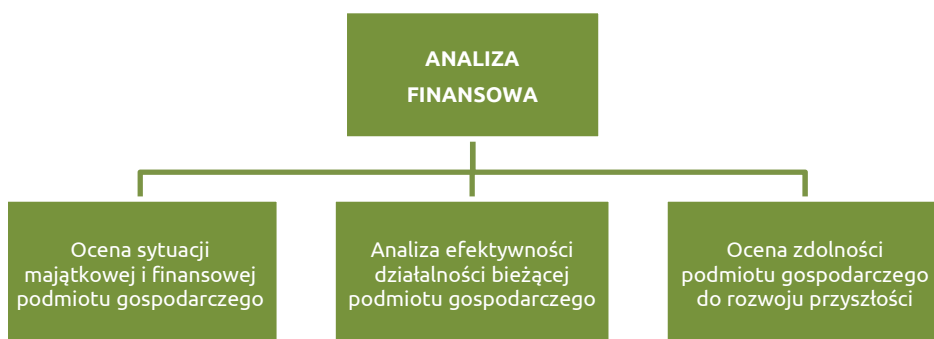 ANALIZA
FINANSOWA
Ocena sytuacji
majątkowej i finansowej
podmiotu gospodarczego
Analiza efektywności
działalności bieżącej
podmiotu gospodarczego
Ocena zdolności
podmiotu gospodarczego
do rozwoju przyszłości